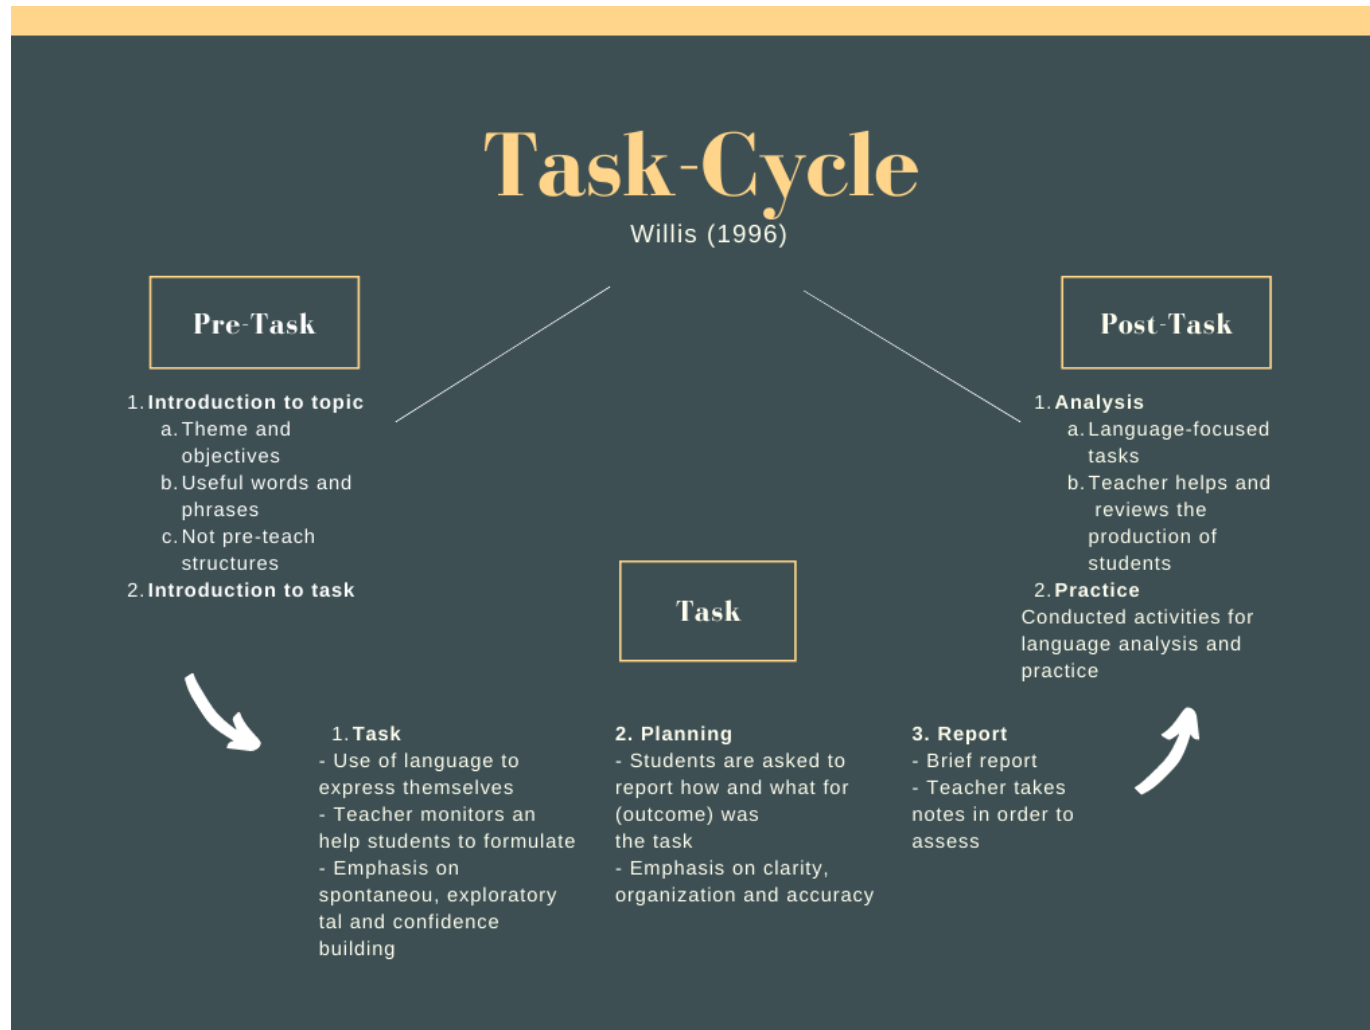 Task-Cycle
Willis (1996)
Pre-Task
1. Introduction to topic
a. Theme and
objectives
b. Useful words and
phrases
c. Not pre-teach
structures
2. Introduction to task
Task
1. Task
- Use of language to
express themselves
- Teacher monitors an
help students to formulate
- Emphasis on
spontaneou, exploratory
tal and confidence
building
2. Planning
- Students are asked to
report how and what for
(outcome) was
the task
- Emphasis on clarity,
organization and accuracy
3. Report
- Brief report
- Teacher takes
notes in order to
assess
Post-Task
1. Analysis
a. Language-focused
tasks
b. Teacher helps and
reviews the
production of
students
2. Practice
Conducted activities for
language analysis and
practice